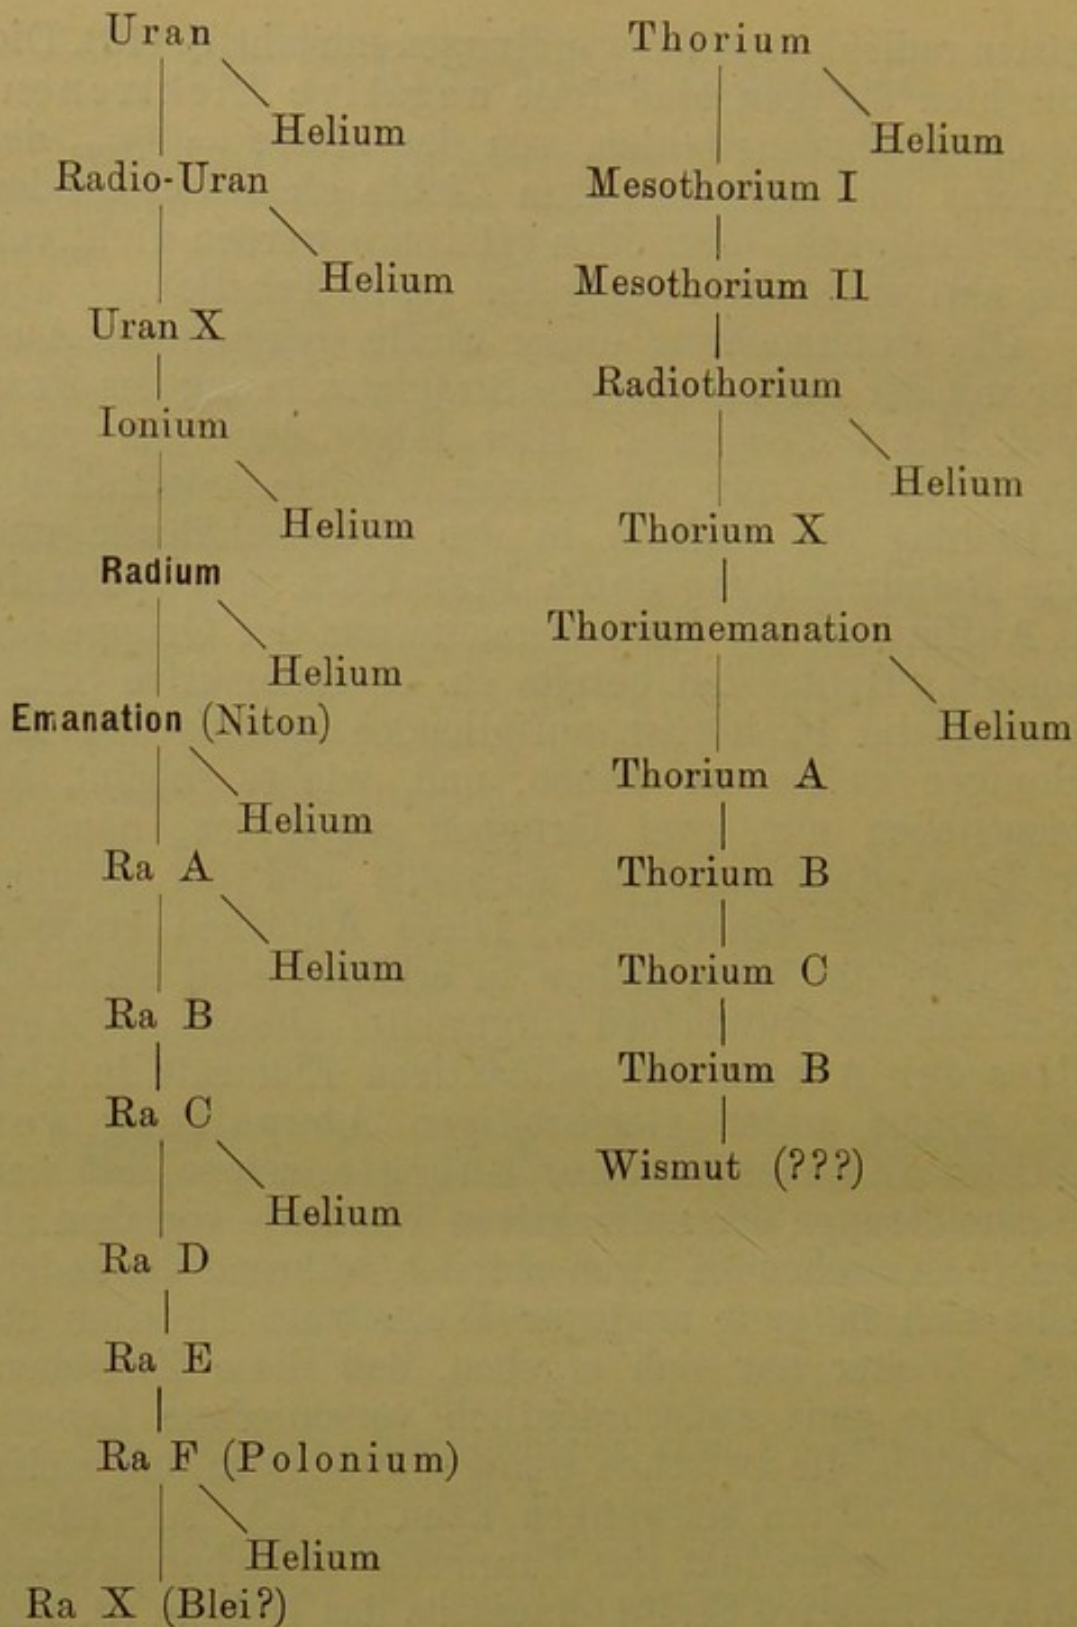 Uran
Helium
Radio-Uran
Helium
Uran X
Ionium
Helium
Radium
Helium
Emanation (Niton)
Helium
Ra A
Helium
Ra B
Ra C
Helium
Ra D
Ra E
Ra F (Polonium)
Helium
Ra X (Blei?)
Thorium
Helium
Mesothorium I
Mesothorium II
Radiothorium
Helium
Thorium X
Thoriumemanation
Helium
Thorium A
Thorium B
Thorium C
Thorium B
Wismut (???)